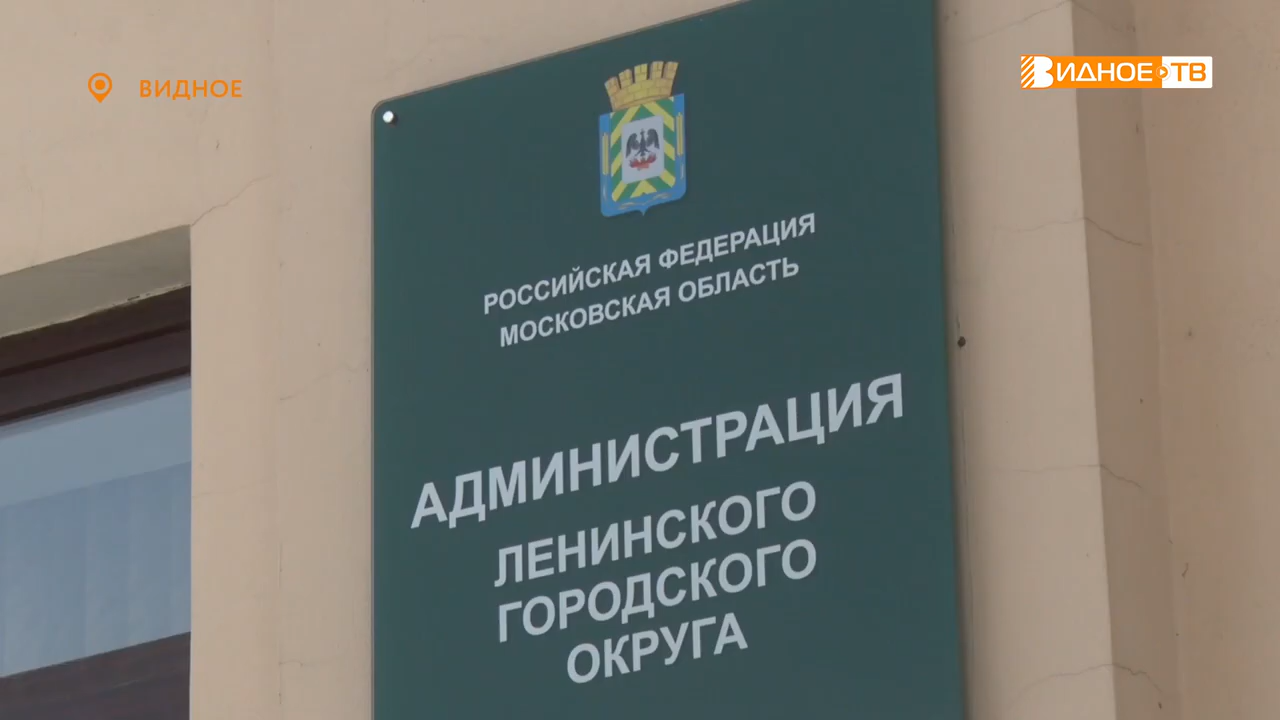 ВИДНОЕ
ВИДНОЕ ТВ
РОССИЙСКАЯ ФЕДЕРАЦИЯ
МОСКОВСКАЯ ОБЛАСТЬ
АДМИНИСТРАЦИЯ
ЛЕНИНСКОГО
ГОРОДСКОГО
ОКРУГА